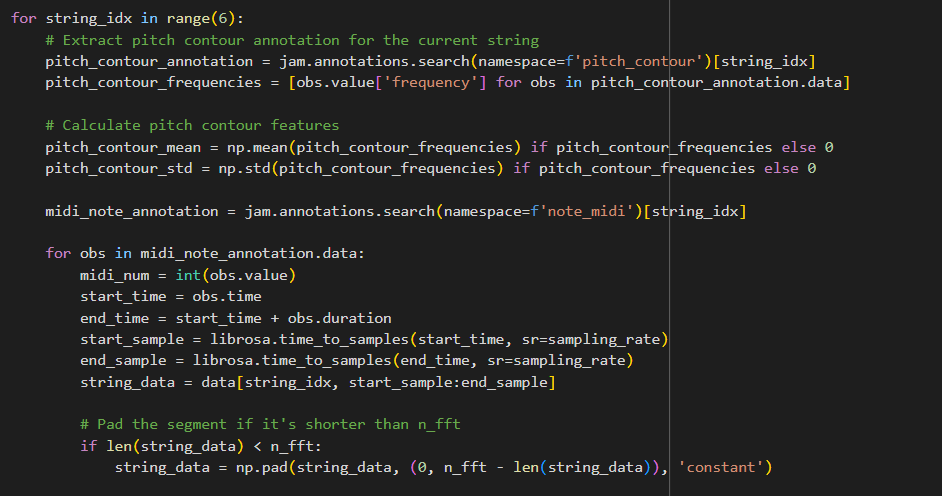 for string_idx in range(6):
    # Extract pitch contour annotation for the current string
    pitch_contour_annotation = jam.annotations.search(namespace=f'pitch_contour')[string_idx]
    pitch_contour_frequencies = [obs.value['frequency'] for obs in pitch_contour_annotation.data]

    # Calculate pitch contour features
    pitch_contour_mean = np.mean(pitch_contour_frequencies) if pitch_contour_frequencies else 0
    pitch_contour_std = np.std(pitch_contour_frequencies) if pitch_contour_frequencies else 0

    midi_note_annotation = jam.annotations.search(namespace=f'note_midi')[string_idx]

    for obs in midi_note_annotation.data:
        midi_num = int(obs.value)
        start_time = obs.time
        end_time = start_time + obs.duration
        start_sample = librosa.time_to_samples(start_time, sr=sampling_rate)
        end_sample = librosa.time_to_samples(end_time, sr=sampling_rate)
        string_data = data[string_idx, start_sample:end_sample]

        # Pad the segment if it's shorter than n_fft
        if len(string_data) < n_fft:
            string_data = np.pad(string_data, (0, n_fft - len(string_data)), 'constant')